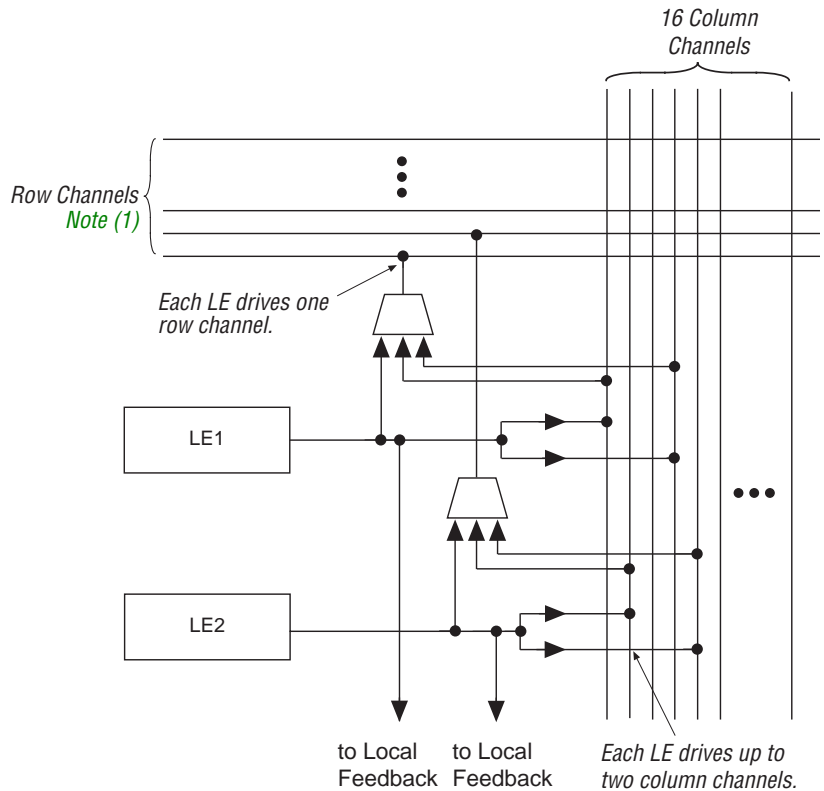 16 Column
Channels
Row Channels
Note (1)
Each LE drives one
row channel.
LE1
LE2
to Local
Feedback
to Local
Feedback
Each LE drives up to
two column channels.